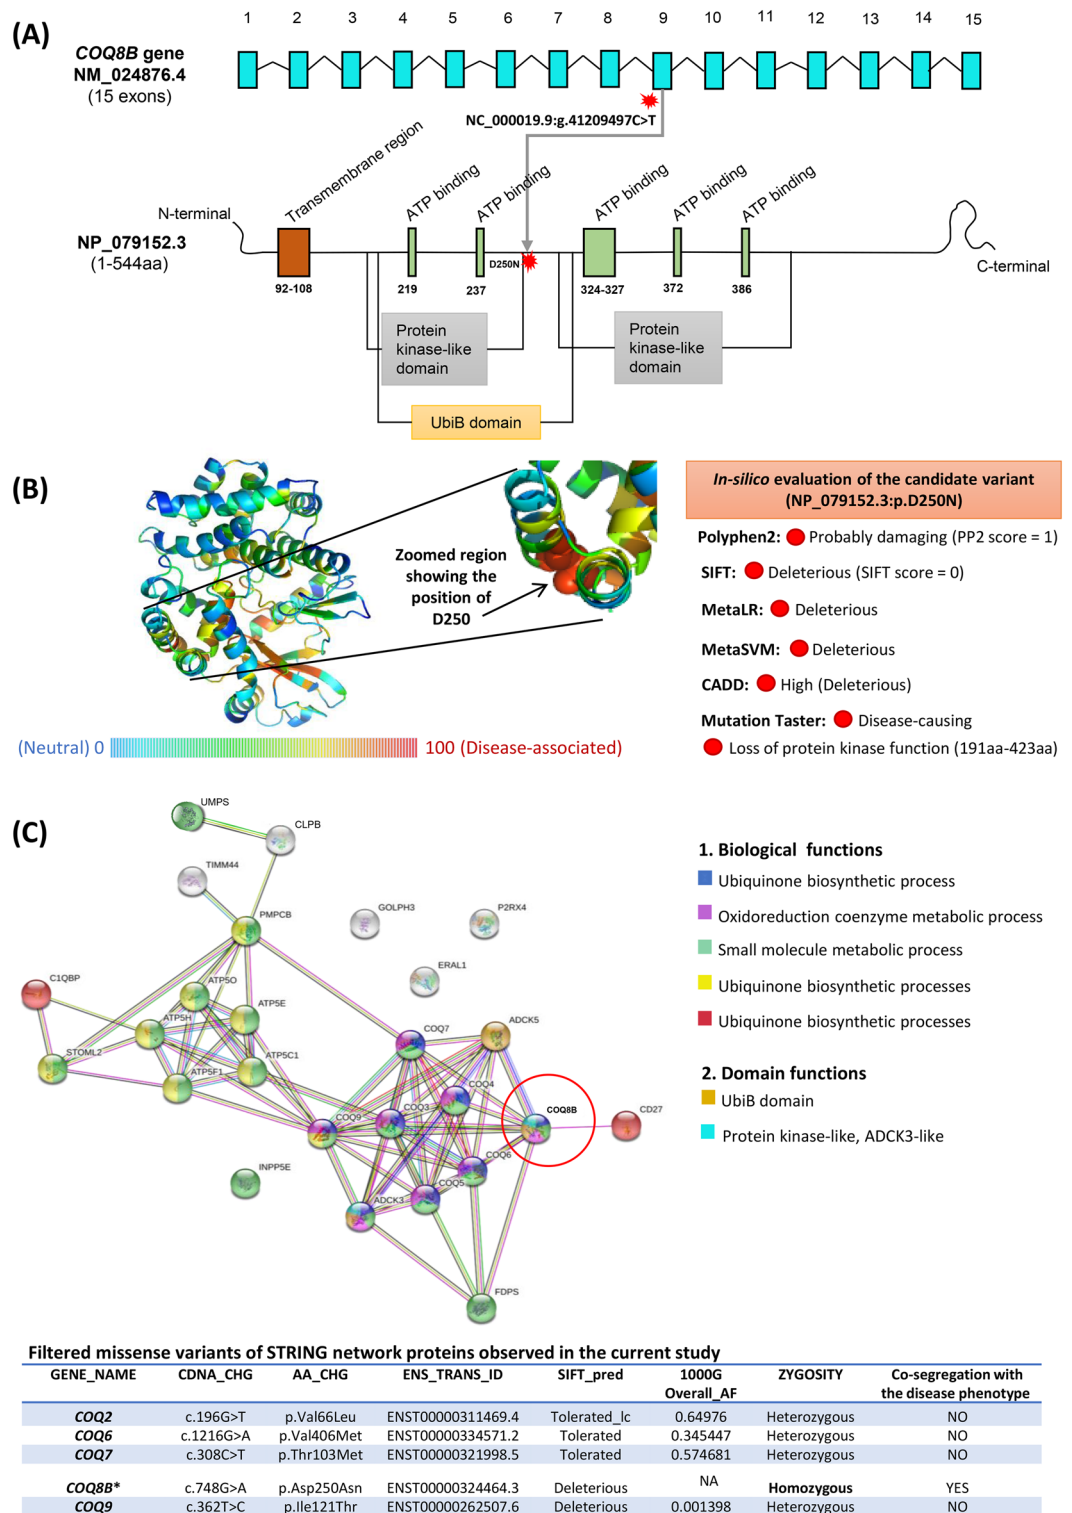 (A)
1 2 3 4 5 6 7 8 9 10 11 12 13 14 15
COQ8B gene
NM_024876.4
(15 exons)
NC_000019.9:g.41209497C>T
N-terminal
Transmembrane region
ATP binding
ATP binding
ATP binding
ATP binding
ATP binding
NP_079152.3
(1-544aa)
D250N
C-terminal
92-108
219
237
324-327
372
386
Protein
kinase-like
domain
Protein
kinase-like
domain
UbiB domain
(B)
Zoomed region
showing the
position of
D250
(Neutral) 0
100 (Disease-associated)
In-silico evaluation of the candidate variant
(NP_079152.3:p.D250N)
Polyphen2: Probably damaging (PP2 score = 1)
SIFT: Deleterious (SIFT score = 0)
MetaLR: Deleterious
MetaSVM: Deleterious
CADD: High (Deleterious)
Mutation Taster: Disease-causing
Loss of protein kinase function (191aa-423aa)
(C)
UMPS
CLPB
TIMM44
PMPCB
GOLPH3
P2RX4
ERAL1
C1QBP
ATP5O
ATP5E
ATP5H
STOML2
ATP5C1
ATP5F1
COQ7
ADCK5
COQ4
COQ3
COQ9
COQ8B
CD27
COQ6
COQ5
ADCK3
INPP5E
FDPS
1. Biological functions
Ubiquinone biosynthetic process
Oxidoreduction coenzyme metabolic process
Small molecule metabolic process
Ubiquinone biosynthetic processes
Ubiquinone biosynthetic processes
2. Domain functions
UbiB domain
Protein kinase-like, ADCK3-like
Filtered missense variants of STRING network proteins observed in the current study
GENE_NAME CDNA_CHG AA_CHG ENS_TRANS_ID SIFT_pred 1000G Overall_AF ZYGOSITY Co-segregation with the disease phenotype
COQ2 c.196G>T p.Val66Leu ENST00000311469.4 Tolerated_lc 0.64976 Heterozygous NO
COQ6 c.1216G>A p.Val406Met ENST00000334571.2 Tolerated 0.345447 Heterozygous NO
COQ7 c.308C>T p.Thr103Met ENST00000321998.5 Tolerated 0.574681 Heterozygous NO
COQ8B* c.748G>A p.Asp250Asn ENST00000324464.3 Deleterious NA Homozygous YES
COQ9 c.362T>C p.Ile121Thr ENST00000262507.6 Deleterious 0.001398 Heterozygous NO